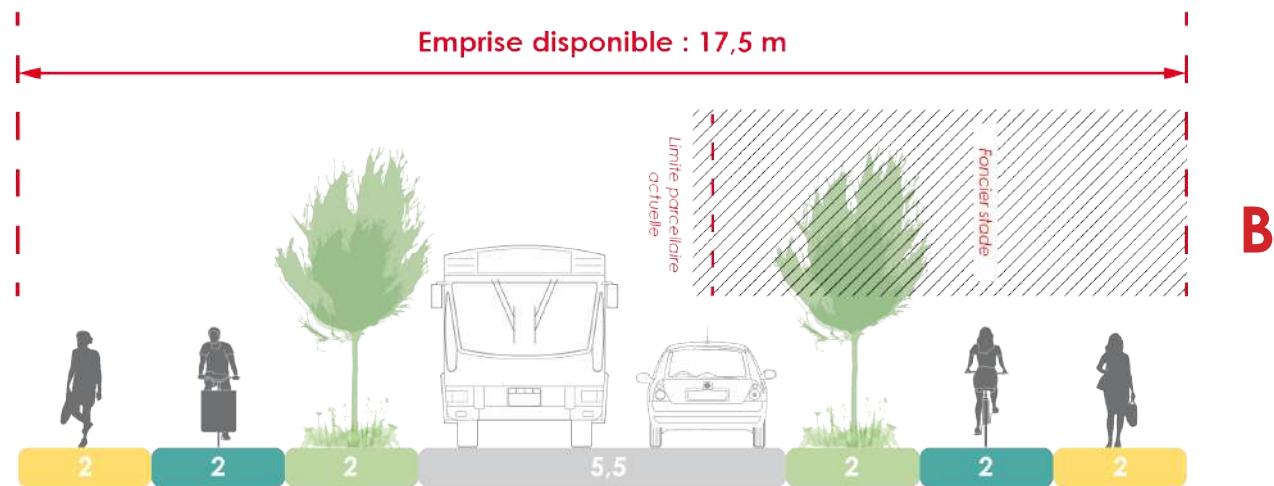 Emprise disponible : 17,5 m
Limite parcellaire
actuelle
Foncier stade
B
2
2
2
5,5
2
2
2